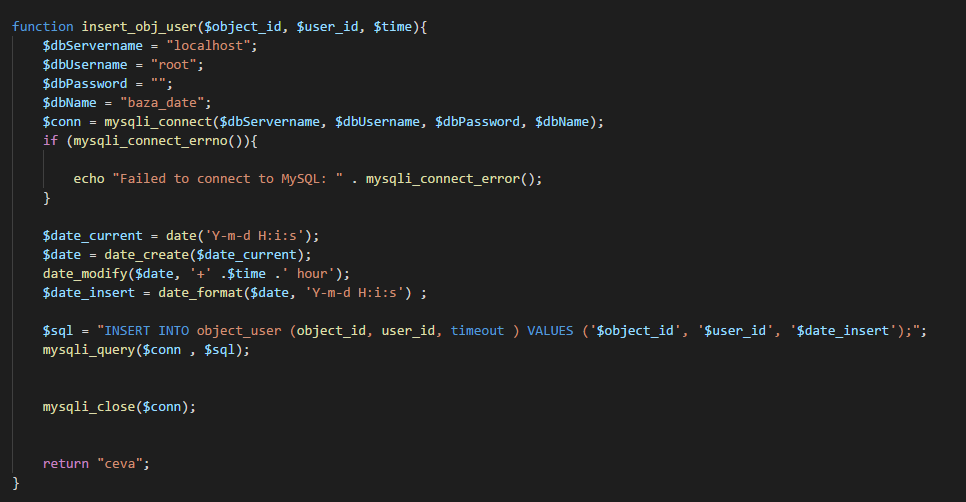 function insert_obj_user($object_id, $user_id, $time){
    $dbServername = "localhost";
    $dbUsername = "root";
    $dbPassword = "";
    $dbName = "baza_date";
    $conn = mysqli_connect($dbServername, $dbUsername, $dbPassword, $dbName);
    if (mysqli_connect_errno()){
        echo "Failed to connect to MySQL: " . mysqli_connect_error();
    }
    $date_current = date('Y-m-d H:i:s');
    $date = date_create($date_current);
    date_modify($date, '+' .$time .' hour');
    $date_insert = date_format($date, 'Y-m-d H:i:s') ;
    $sql = "INSERT INTO object_user (object_id, user_id, timeout ) VALUES ('$object_id', '$user_id', '$date_insert');";
    mysqli_query($conn , $sql);
    mysqli_close($conn);
    return "ceva";
}